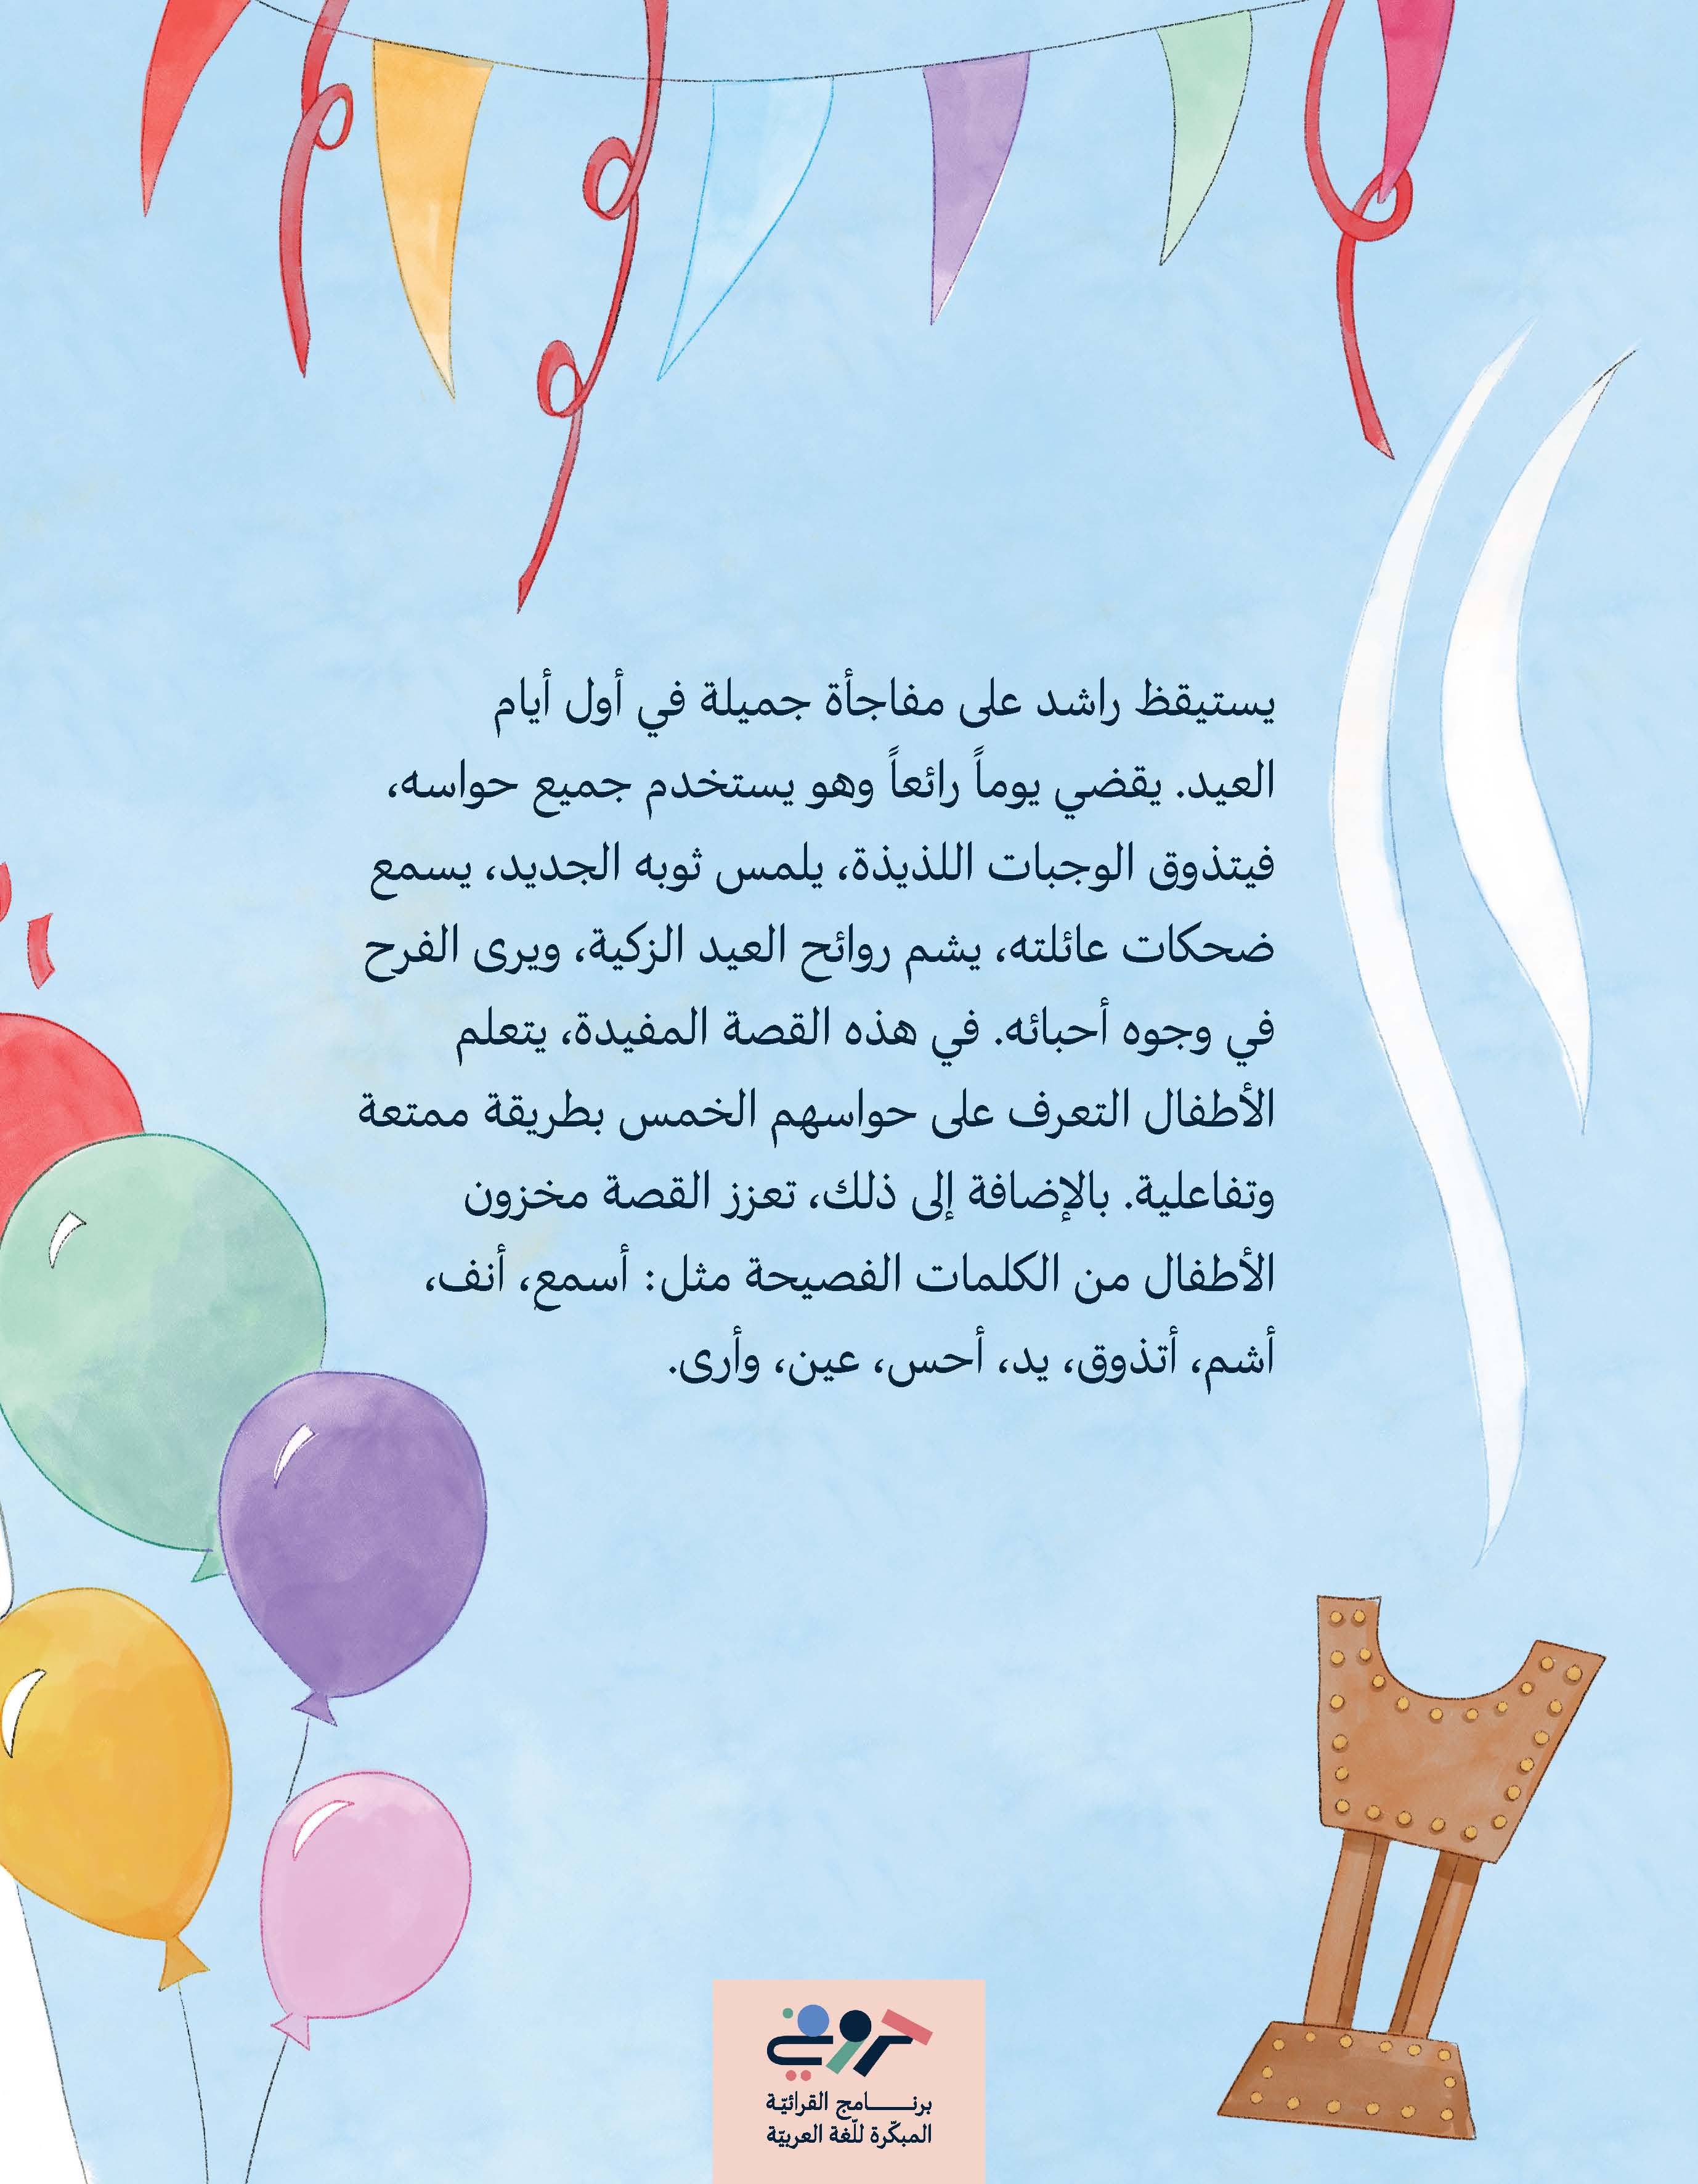 يستيقظ راشد على مفاجأة جميلة في أول أيام
العيد. يقضي يوماً رائعاً وهو يستخدم جميع حواسه،
فيتذوق الوجبات اللذيذة، يلمس ثوبه الجديد، يسمع
ضحكات عائلته، يشم روائح العيد الزكية، ويرى الفرح
في وجوه أحبائه. في هذه القصة المفيدة، يتعلم
الأطفال التعرف على حواسهم الخمس بطريقة ممتعة
وتفاعلية. بالإضافة إلى ذلك، تعزز القصة مخزون
الأطفال من الكلمات الفصيحة مثل: أسمع، أنف،
أشم، أتذوق، يد، أحس، عين، وأرى.
حروفي
برنـــــامج القرائيّة
المبكّرة للّغة العربيّة